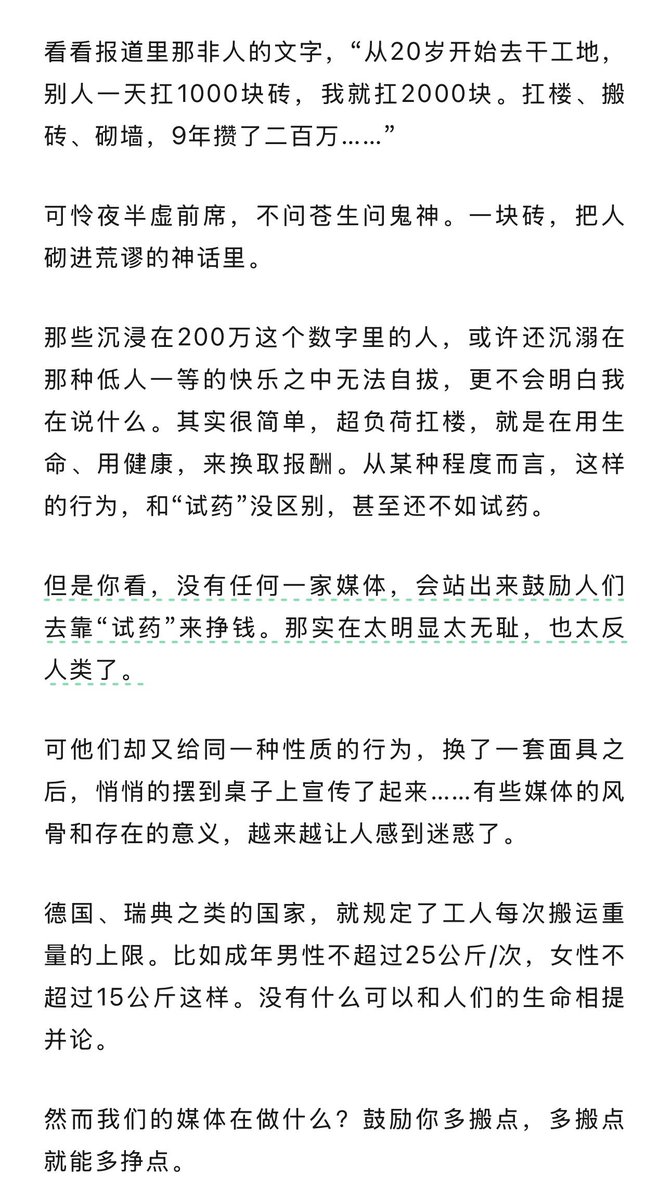 看看报道里那非人的文字，“从20岁开始去干工地，
别人一天扛1000块砖，我就扛2000块。扛楼、搬
砖、砌墙，9年攒了二百万……”
可怜夜半虚前席，不问苍生问鬼神。一块砖，把人
砌进荒谬的神话里。
那些沉浸在200万这个数字里的人，或许还沉溺在
那种低人一等的快乐之中无法自拔，更不会明白我
在说什么。其实很简单，超负荷扛楼，就是在用生
命、用健康，来换取报酬。从某种程度而言，这样
的行为，和“试药”没区别，甚至还不如试药。
但是你看，没有任何一家媒体，会站出来鼓励人们
去靠“试药”来挣钱。那实在太明显太无耻，也太反
人类了。
可他们却又给同一种性质的行为，换了一套面具之
后，悄悄的摆到桌子上宣传了起来……有些媒体的风
骨和存在的意义，越来越让人感到迷惑了。
德国、瑞典之类的国家，就规定了工人每次搬运重
量的上限。比如成年男性不超过25公斤/次，女性不
超过15公斤这样。没有什么可以和人们的生命相提
并论。
然而我们的媒体在做什么？鼓励你多搬点，多搬点
就能多挣点。